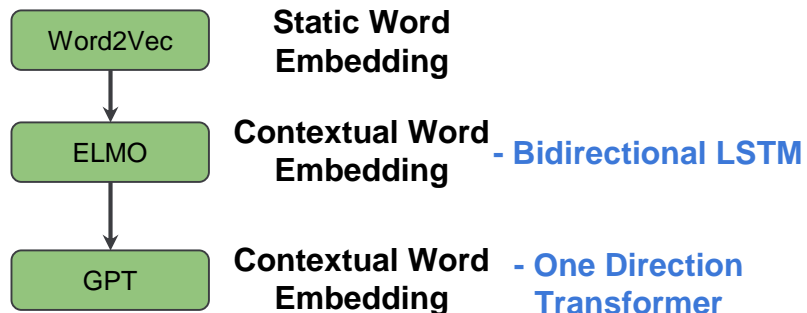 Word2Vec
Static Word
Embedding
ELMO
Contextual Word
Embedding
- Bidirectional LSTM
GPT
Contextual Word
Embedding
- One Direction
Transformer